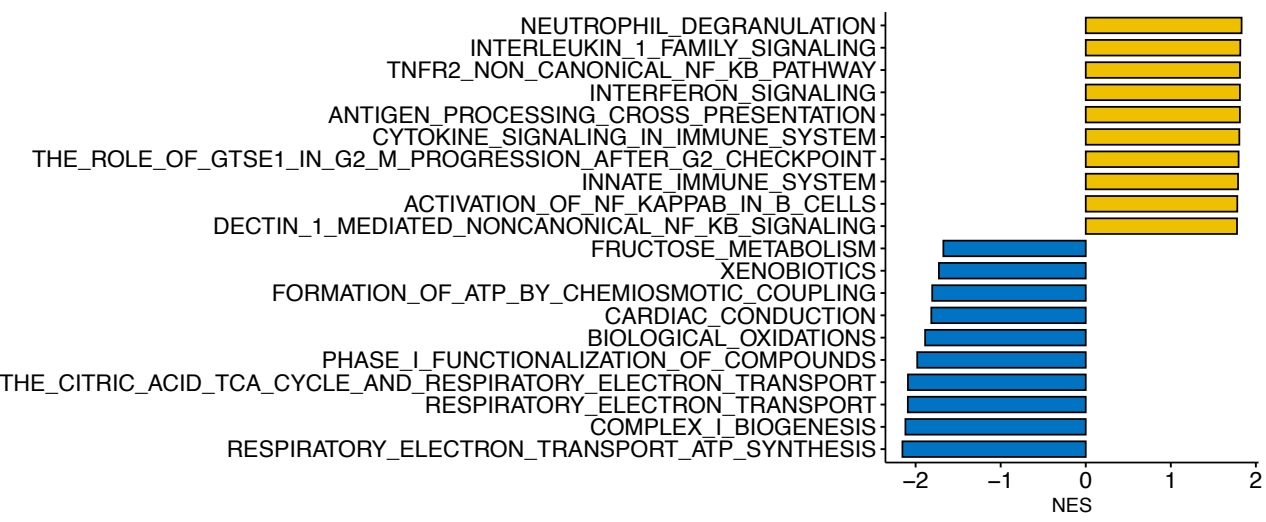 NEUTROPHIL_DEGRANULATION
INTERLEUKIN_1_FAMILY_SIGNALING
TNFR2_NON_CANONICAL_NF_KB_PATHWAY
INTERFERON_SIGNALING
ANTIGEN_PROCESSING_CROSS_PRESENTATION
CYTOKINE_SIGNALING_IN_IMMUNE_SYSTEM
THE_ROLE_OF_GTSE1_IN_G2_M_PROGRESSION_AFTER_G2_CHECKPOINT
INNATE_IMMUNE_SYSTEM
ACTIVATION_OF_NF_KAPPAB_IN_B_CELLS
DECTIN_1_MEDIATED_NONCANONICAL_NF_KB_SIGNALING
FRUCTOSE_METABOLISM
XENOBIOTICS
FORMATION_OF_ATP_BY_CHEMIOSMOTIC_COUPLING
CARDIAC_CONDUCTION
BIOLOGICAL_OXIDATIONS
PHASE_I_FUNCTIONALIZATION_OF_COMPOUNDS
THE_CITRIC_ACID_TCA_CYCLE_AND_RESPIRATORY_ELECTRON_TRANSPORT
RESPIRATORY_ELECTRON_TRANSPORT
COMPLEX_I_BIOGENESIS
RESPIRATORY_ELECTRON_TRANSPORT_ATP_SYNTHESIS
−2 −1 0 1 2
NES